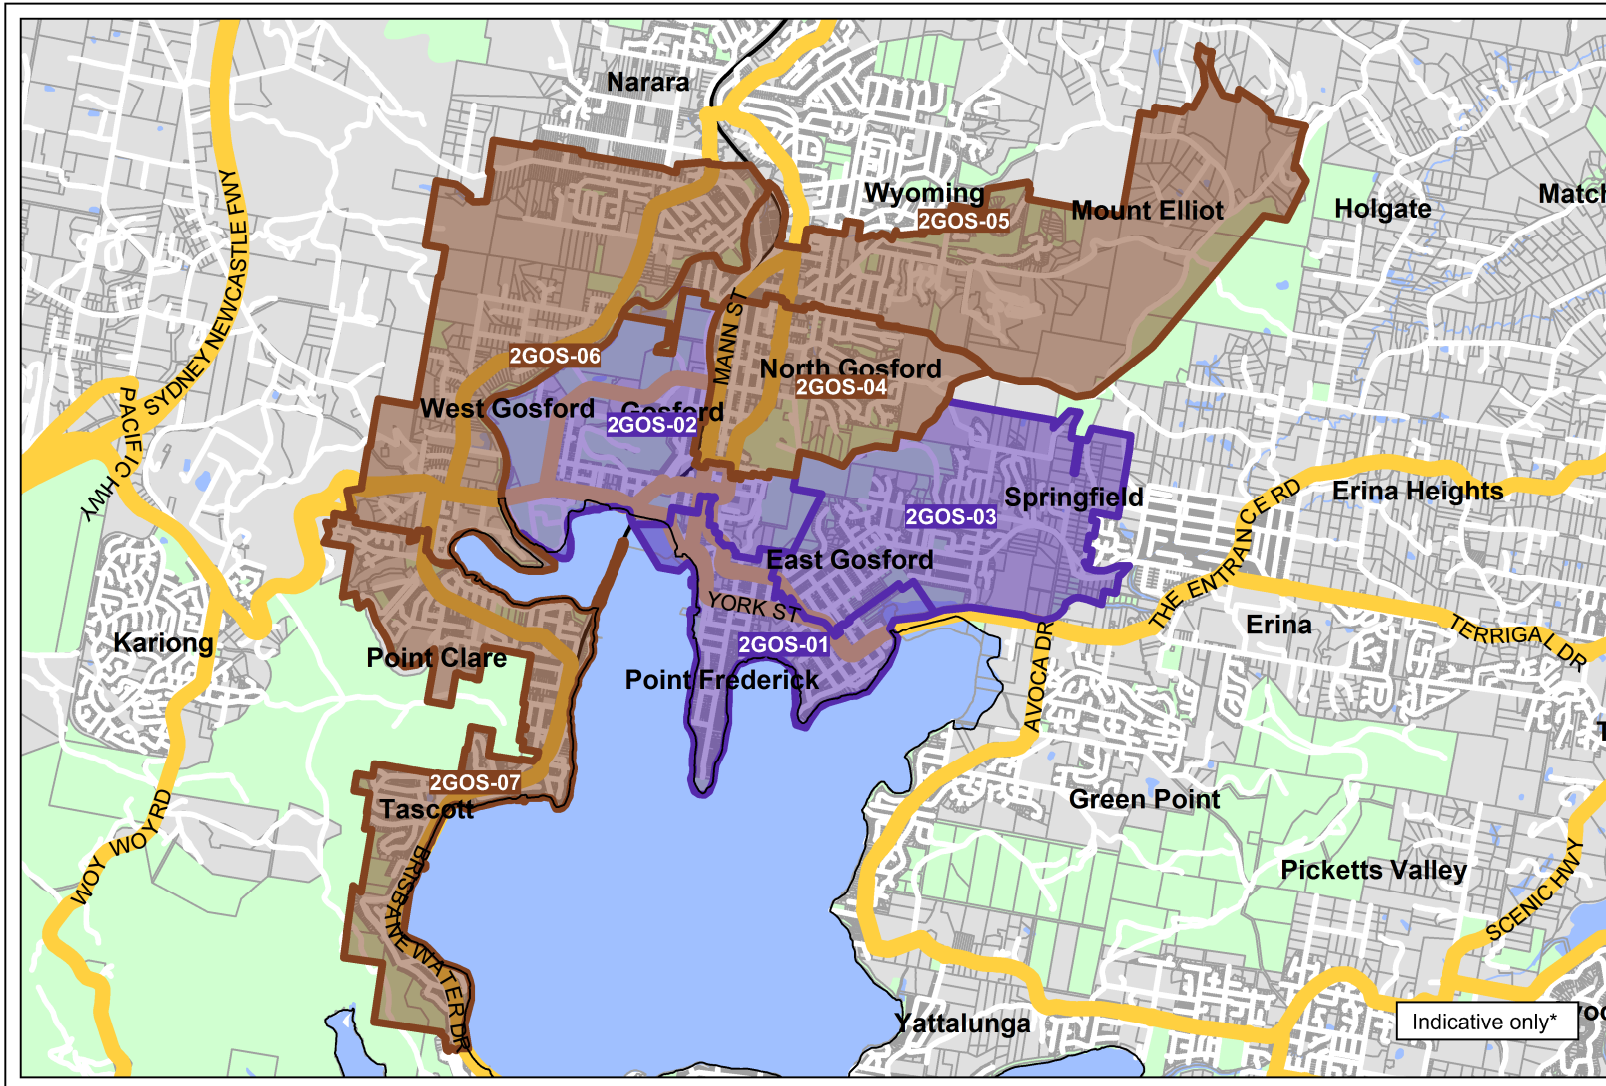 Narara
Wyoming
2GOS-05
Mount Elliot
Holgate
SYDNEY NEWCASTLE FWY
MANN ST
2GOS-06
North Gosford
2GOS-04
West Gosford
Gosford
2GOS-02
PACIFIC HWY
Springfield
2GOS-03
Erina Heights
East Gosford
THE ENTRANCE RD
YORK ST
2GOS-01
Kariong
Point Clare
Point Frederick
Erina
TERRIGAL DR
AVOCA DR
2GOS-07
Tascott
Green Point
WOY WOY RD
BRISBANE WATER DR
Picketts Valley
SCENIC HWY
Yattalunga
Indicative only*